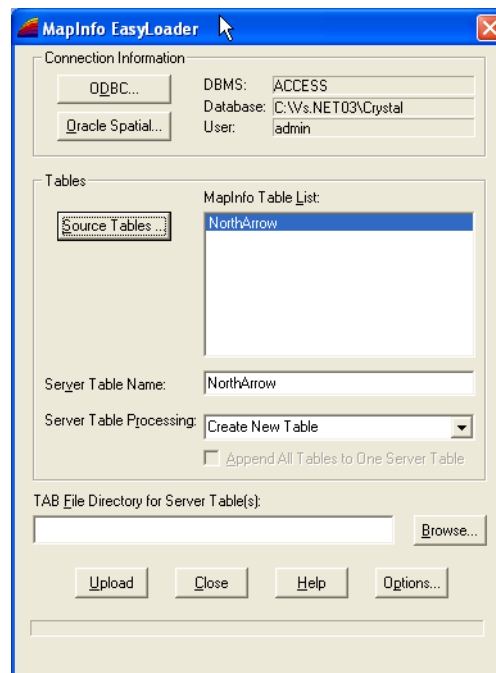 MapInfo EasyLoader
Connection Information
ODBC...
DBMS: ACCESS
Database: C:\Vs.NET03\Crystal
Oracle Spatial...
User: admin
Tables
MapInfo Table List:
Source Tables ...
NorthArrow
Server Table Name: NorthArrow
Server Table Processing: Create New Table
Append All Tables to One Server Table
TAB File Directory for Server Table(s):
Browse...
Upload Close Help Options...